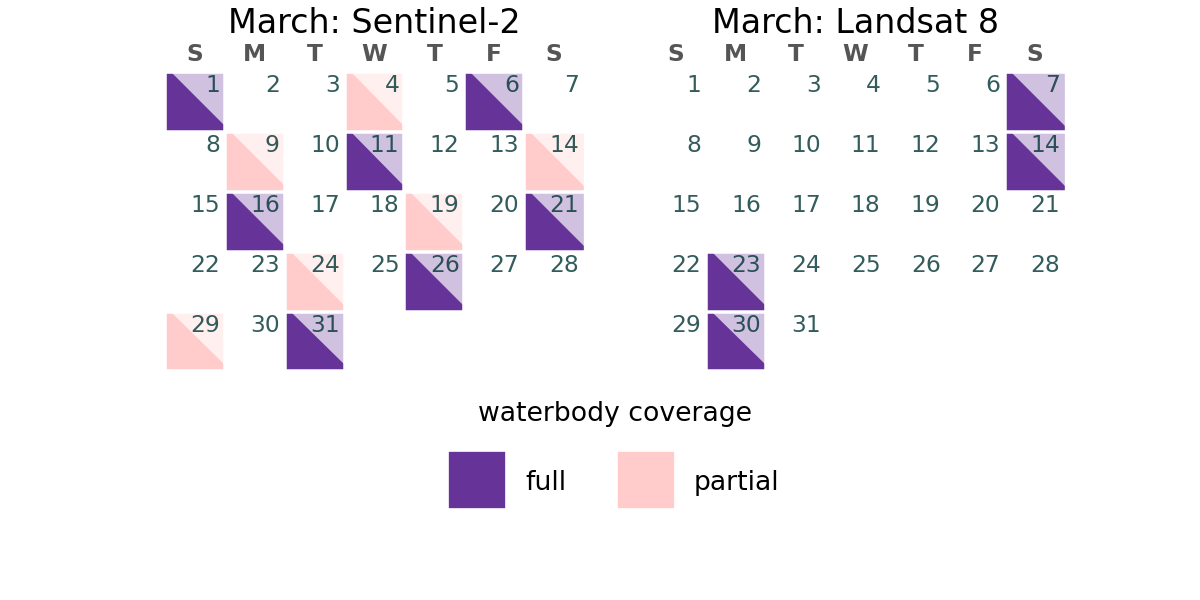 March: Sentinel-2
S M T W T F S
1 2 3 4 5 6 7
8 9 10 11 12 13 14
15 16 17 18 19 20 21
22 23 24 25 26 27 28
29 30 31
March: Landsat 8
S M T W T F S
1 2 3 4 5 6 7
8 9 10 11 12 13 14
15 16 17 18 19 20 21
22 23 24 25 26 27 28
29 30 31
waterbody coverage
full partial